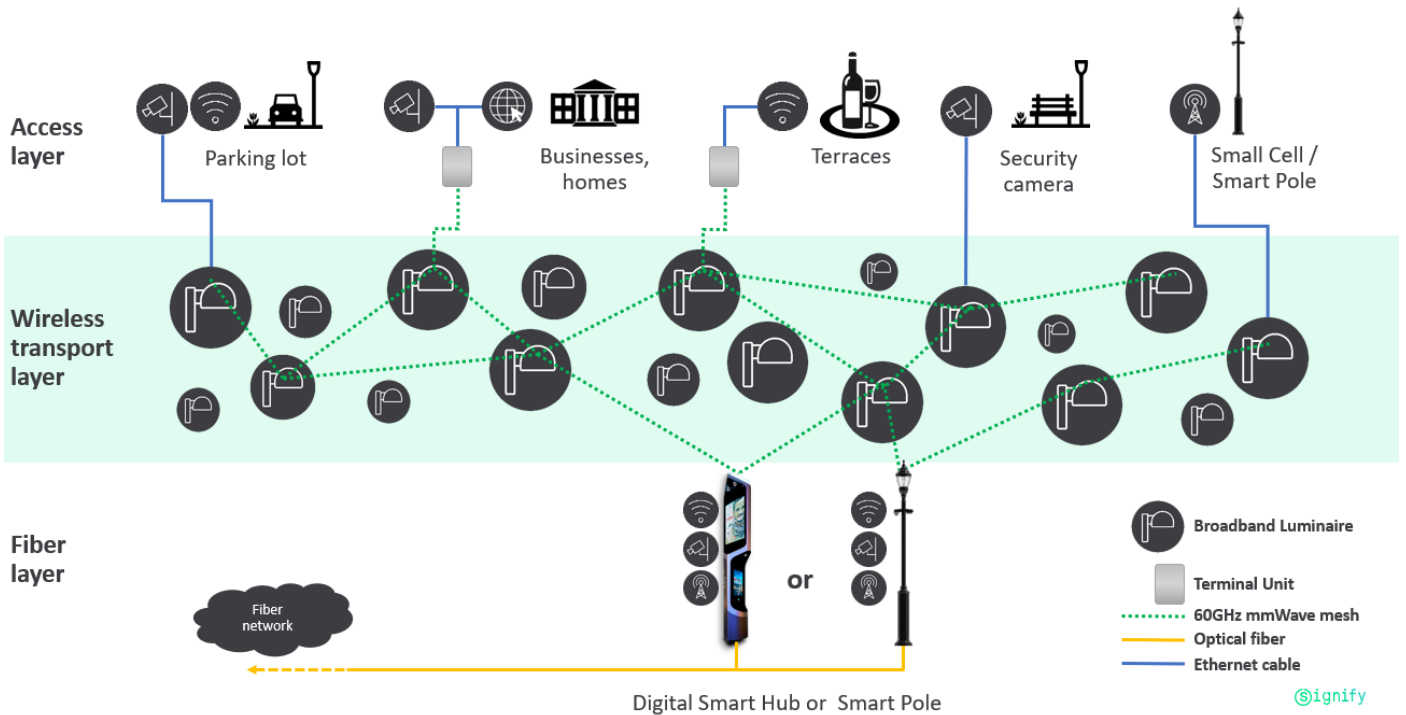 Access
layer
Parking lot
Businesses,
homes
Terraces
Security
camera
Small Cell /
Smart Pole
Wireless
transport
layer
Fiber
layer
Fiber
network
or
Digital Smart Hub or Smart Pole
Broadband Luminaire
Terminal Unit
60GHz mmWave mesh
Optical fiber
Ethernet cable
Signify